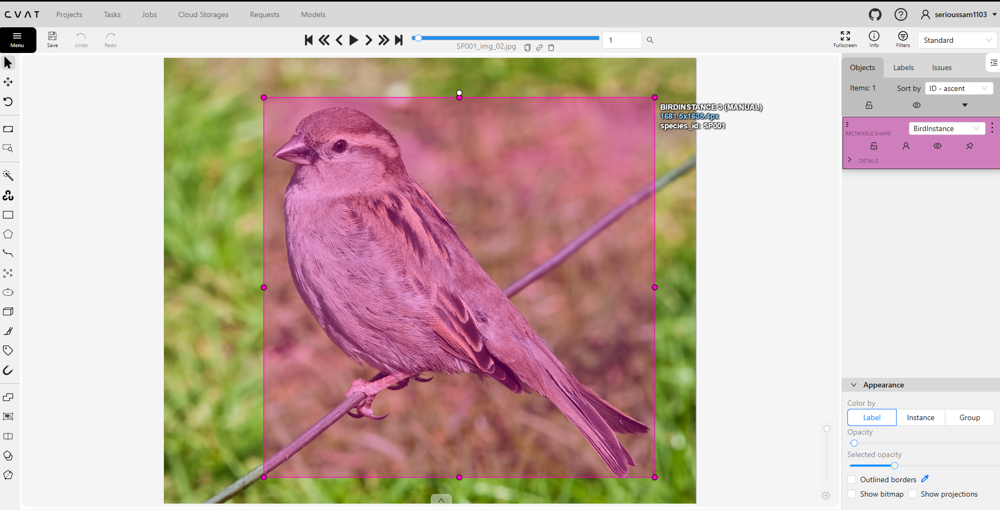 CVAT Projects Tasks Jobs Cloud Storages Requests Models serioussam1103
Menu Save Undo Redo SP001_img_02.jpg 1 Fullscreen Info Filters Standard
Objects Labels Issues
Items: 1 Sort by ID - ascent
BIRDINSTANCE 3 (MANUAL)
1681.5x1635.4px
species_id: SP001
3
RECTANGLE SHAPE
BirdInstance
DETAILS
Appearance
Color by
Label Instance Group
Opacity
Selected opacity
Outlined borders
Show bitmap Show projections